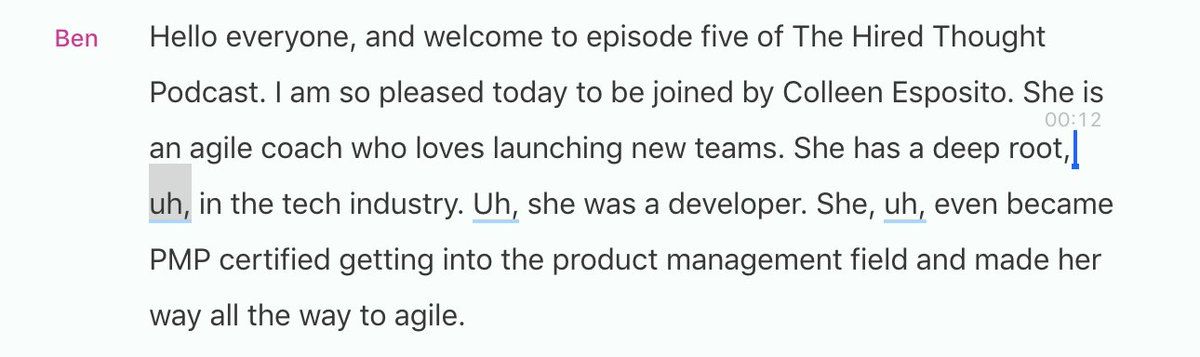 Ben
Hello everyone, and welcome to episode five of The Hired Thought
Podcast. I am so pleased today to be joined by Colleen Esposito. She is
00:12
an agile coach who loves launching new teams. She has a deep root,
uh, in the tech industry. Uh, she was a developer. She, uh, even became
PMP certified getting into the product management field and made her
way all the way to agile.